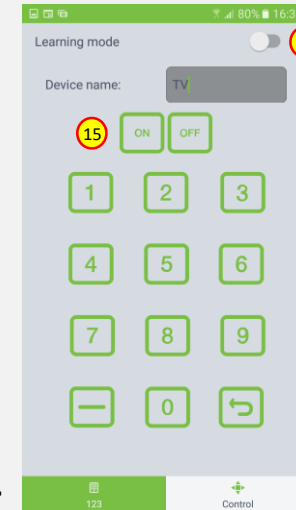 80% 16:3
Learning mode
Device name: TV
15 ON OFF
1 2 3
4 5 6
7 8 9
0
123 Control